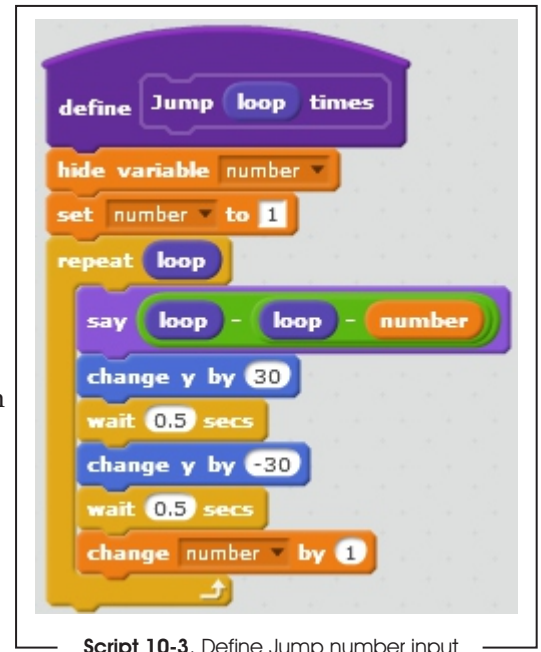 define Jump loop times
hide variable number
set number to 1
repeat loop
say loop - loop - number
change y by 30
wait 0.5 secs
change y by -30
wait 0.5 secs
change number by 1
Script 10-3. Define Jump number input